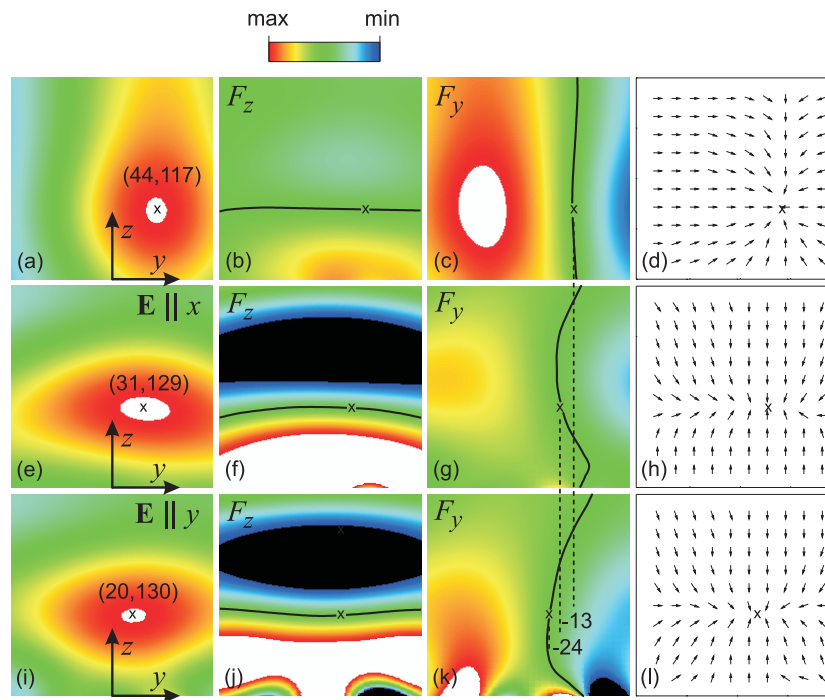 max min
F_z F_y
(44,117)
z
y
(a) (b) (c) (d)
E || x F_z F_y
(31,129)
z
y
(e) (f) (g) (h)
E || y F_z F_y
(20,130)
z
-13
-24
y
(i) (j) (k) (l)